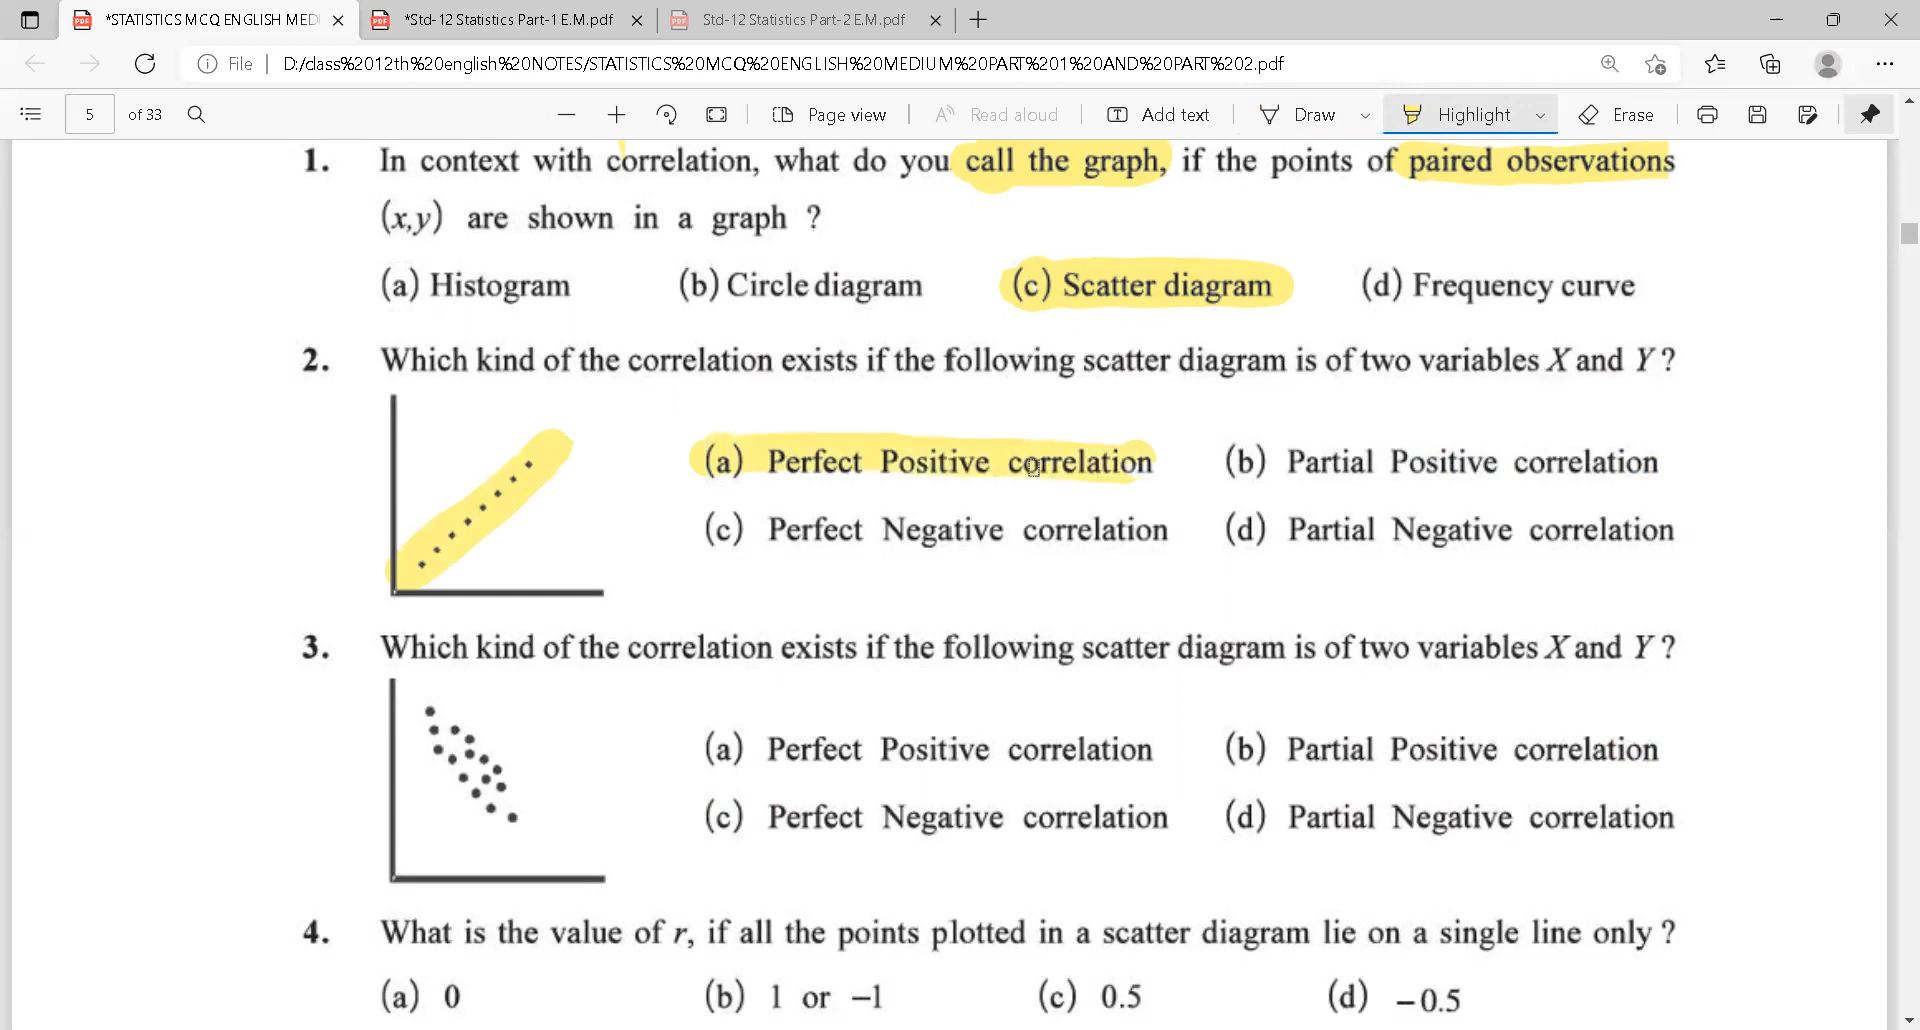 *STATISTICS MCQ ENGLISH MED
*Std-12 Statistics Part-1 E.M.pdf
Std-12 Statistics Part-2 E.M.pdf
File
D:/class%2012th%20english%20NOTES/STATISTICS%20MCQ%20ENGLISH%20MEDIUM%20PART%201%20AND%20PART%202.pdf
5 of 33
Page view
Read aloud
Add text
Draw
Highlight
Erase
1. In context with correlation, what do you call the graph, if the points of paired observations
(x,y) are shown in a graph ?
(a) Histogram (b) Circle diagram (c) Scatter diagram (d) Frequency curve
2. Which kind of the correlation exists if the following scatter diagram is of two variables X and Y ?
(a) Perfect Positive correlation (b) Partial Positive correlation
(c) Perfect Negative correlation (d) Partial Negative correlation
3. Which kind of the correlation exists if the following scatter diagram is of two variables X and Y ?
(a) Perfect Positive correlation (b) Partial Positive correlation
(c) Perfect Negative correlation (d) Partial Negative correlation
4. What is the value of r, if all the points plotted in a scatter diagram lie on a single line only ?
(a) 0 (b) 1 or −1 (c) 0.5 (d) −0.5